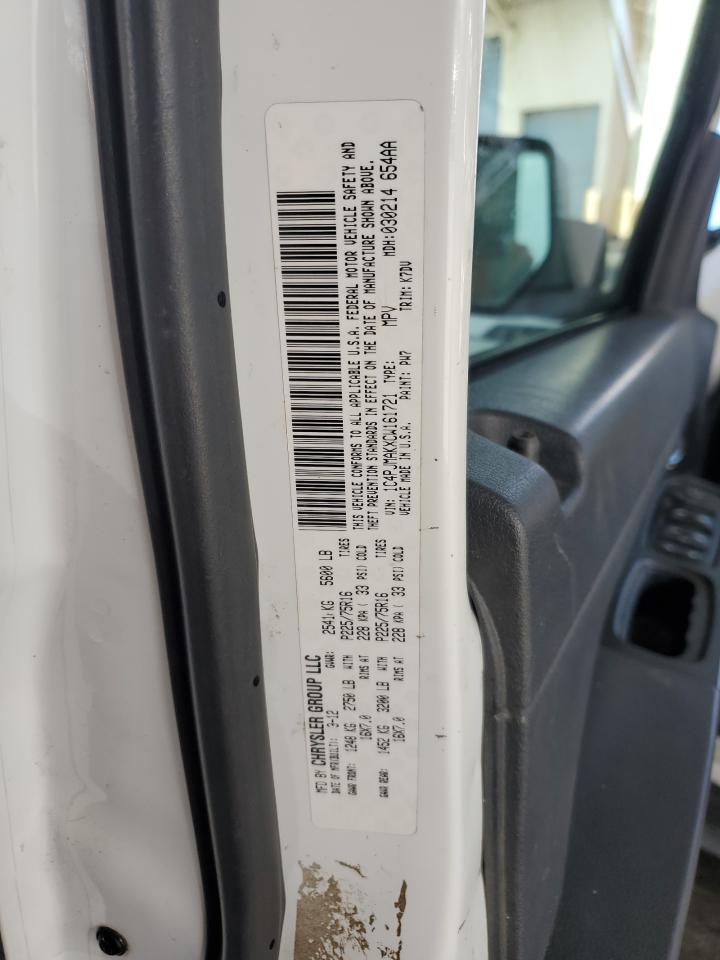 MFD BY CHRYSLER GROUP LLC
DATE OF MFR(BUILT): 3-12 GVWR: 2541 KG 5600 LB
GAWR FRONT: 1248 KG 2750 LB WITH P225/75R16 TIRES
16X7.0 RIMS AT 228 KPA ( 33 PSI) COLD
GAWR REAR: 1452 KG 3200 LB WITH P225/75R16 TIRES
16X7.0 RIMS AT 228 KPA ( 33 PSI) COLD
THIS VEHICLE CONFORMS TO ALL APPLICABLE U.S.A. FEDERAL MOTOR VEHICLE SAFETY AND
THEFT PREVENTION STANDARDS IN EFFECT ON THE DATE OF MANUFACTURE SHOWN ABOVE.
VIN: 1C4PJMAKXCW161721 TYPE: MPV MDH:030214 654AA
VEHICLE MADE IN U.S.A. PAINT: PW7 TRIM: K7DV